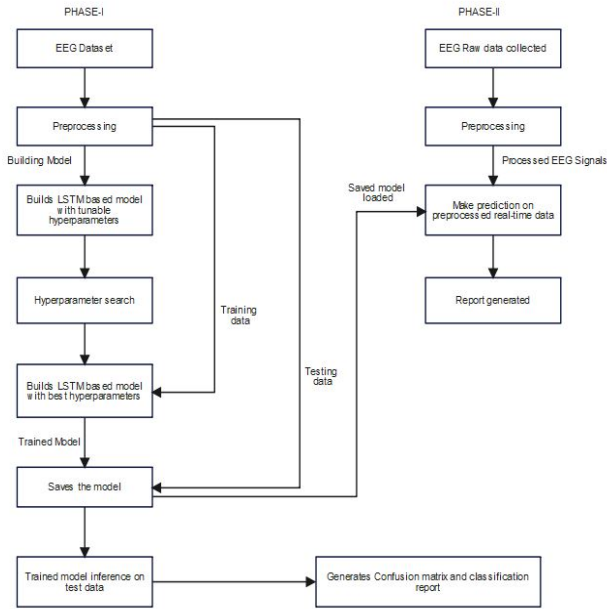 PHASE-I
EEG Dataset
Preprocessing
Building Model
Builds LSTM based model
with tunable
hyperparameters
Hyperparameter search
Training
data
Testing
data
Builds LSTM based model
with best hyperparameters
Trained Model
Saves the model
Trained model inference on
test data
Generates Confusion matrix and classification
report
PHASE-II
EEG Raw data collected
Preprocessing
Processed EEG Signals
Saved model
loaded
Make prediction on
preprocessed real-time data
Report generated